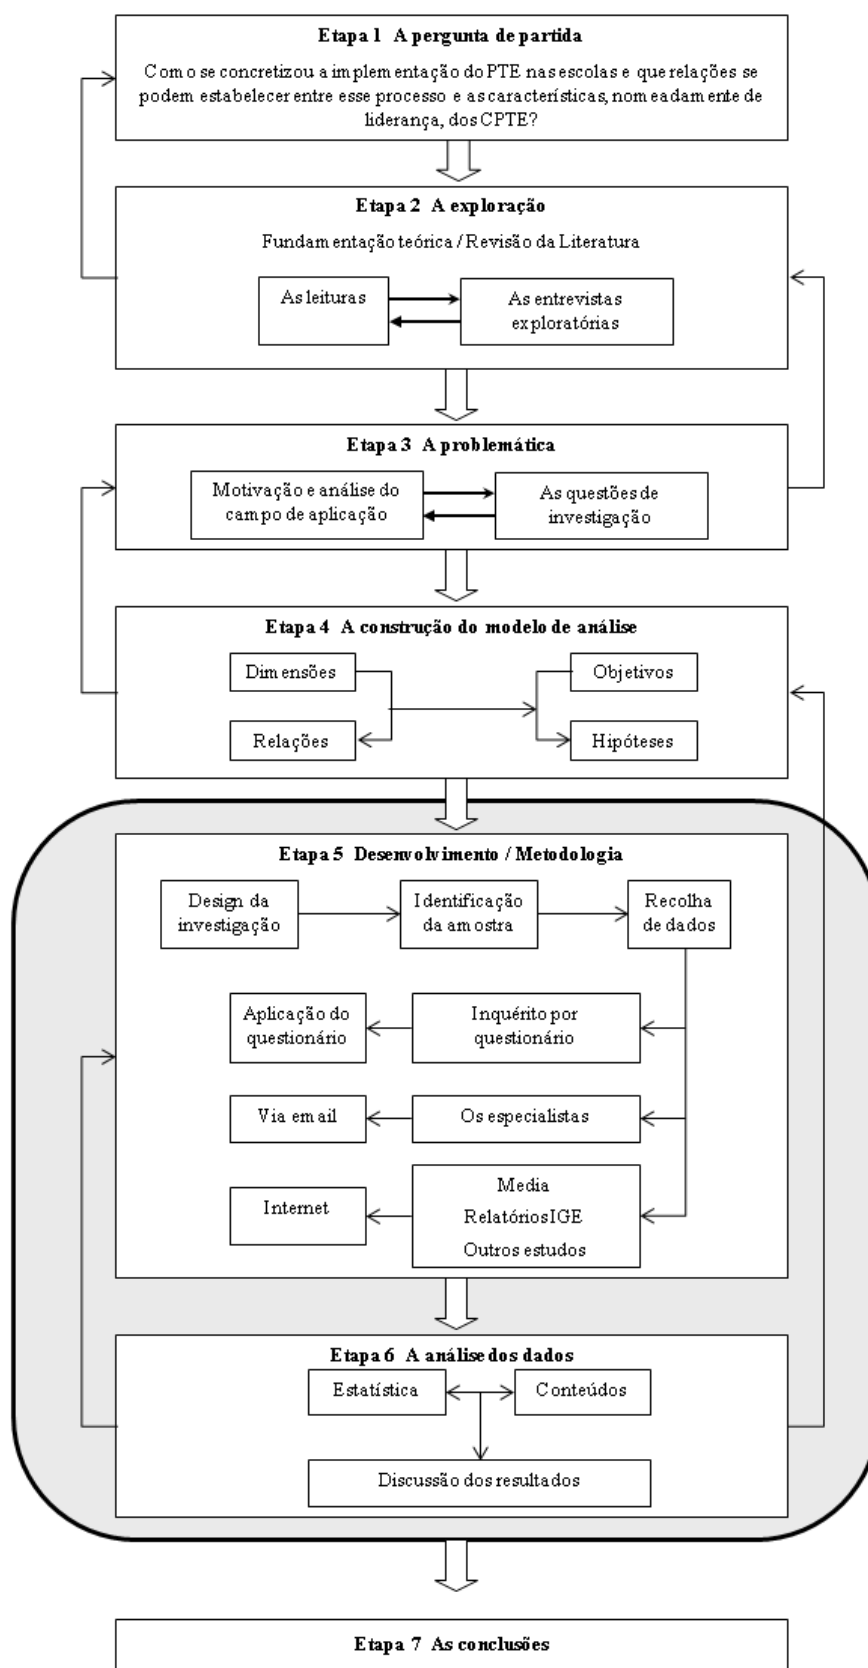 Etapa 1 A pergunta de partida
Como se concretizou a implementação do PTE nas escolas e que relações se
podem estabelecer entre esse processo e as características, nomeadamente de
liderança, dos CPTE?
Etapa 2 A exploração
Fundamentação teórica / Revisão da Literatura
As leituras
As entrevistas
exploratórias
Etapa 3 A problemática
Motivação e análise do
campo de aplicação
As questões de
investigação
Etapa 4 A construção do modelo de análise
Dimensões
Objetivos
Relações
Hipóteses
Etapa 5 Desenvolvimento / Metodologia
Design da
investigação
Identificação
da amostra
Recolha
de dados
Aplicação do
questionário
Inquérito por
questionário
Via email
Os especialistas
Internet
Media
Relatórios IGE
Outros estudos
Etapa 6 A análise dos dados
Estatística
Conteúdos
Discussão dos resultados
Etapa 7 As conclusões